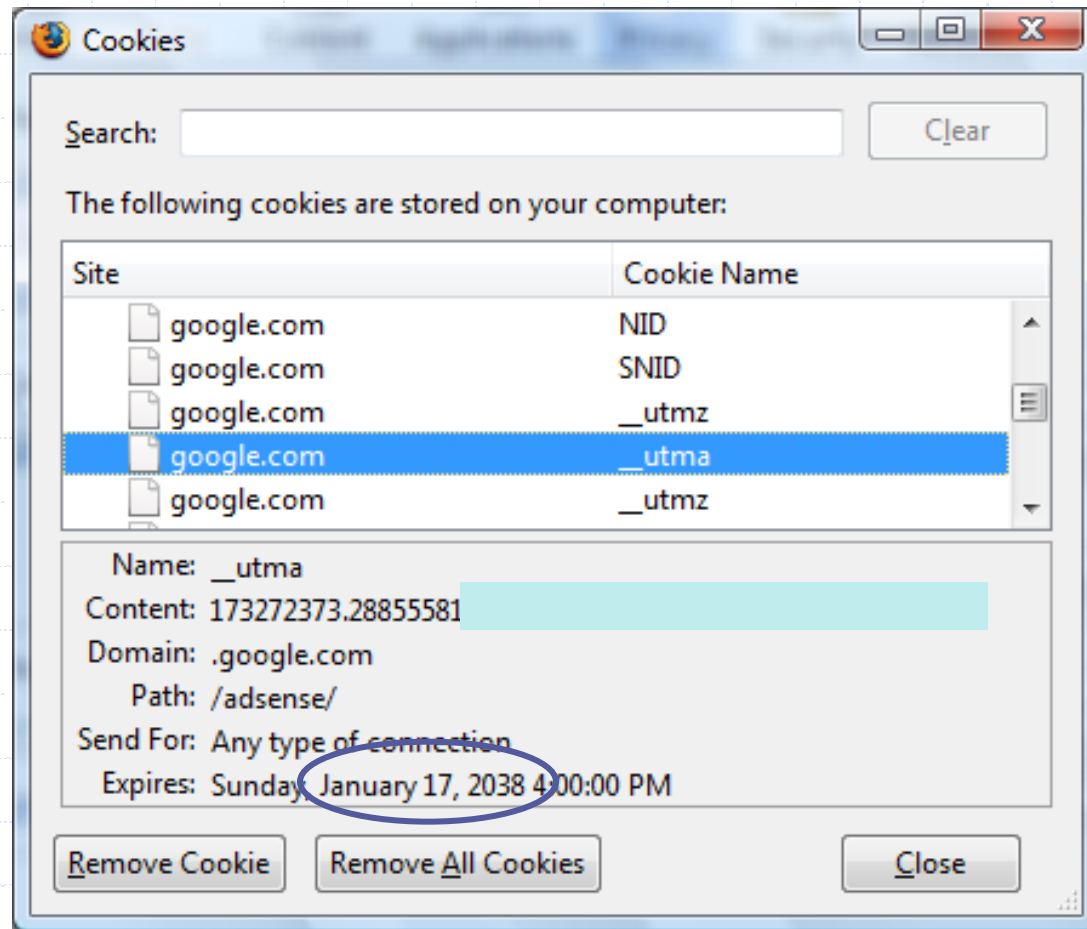 Cookies
Search: Clear
The following cookies are stored on your computer:
Site Cookie Name
google.com NID
google.com SNID
google.com __utmz
google.com __utma
google.com __utmz
Name: __utma
Content: 173272373.28855581
Domain: .google.com
Path: /adsense/
Send For: Any type of connection
Expires: Sunday, January 17, 2038 4:00:00 PM
Remove Cookie Remove All Cookies Close